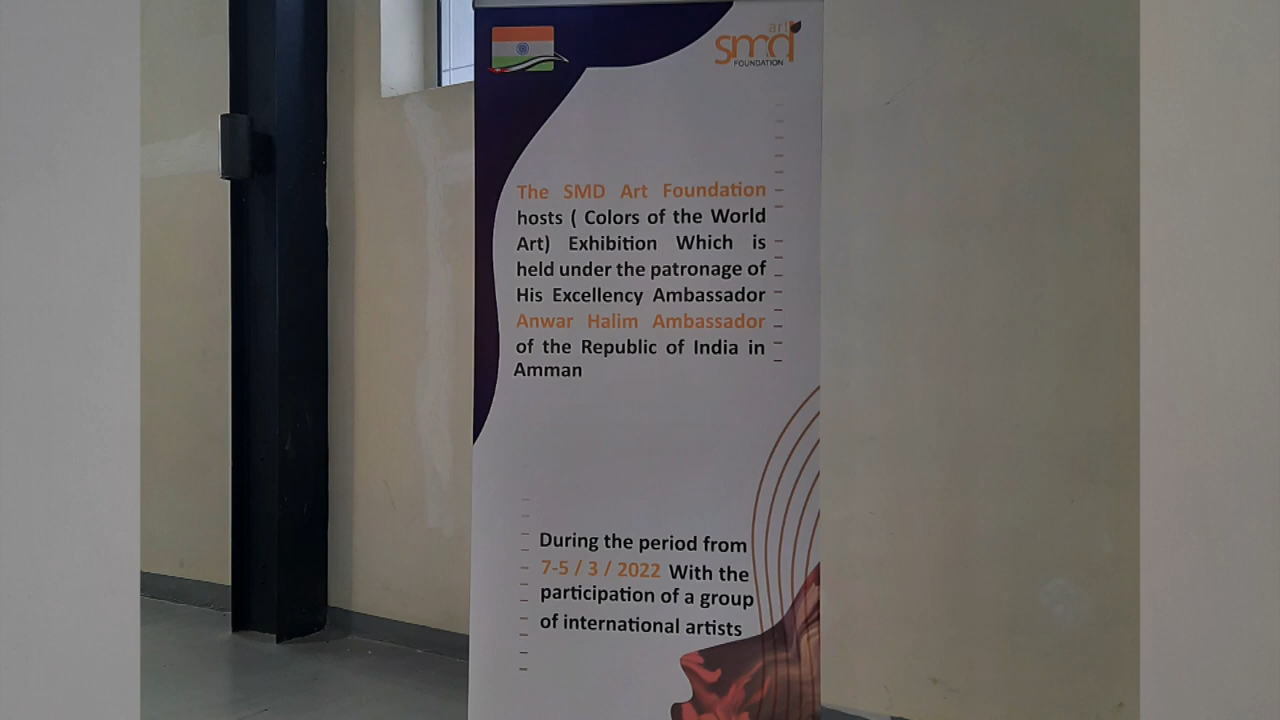 art
smd
FOUNDATION
The SMD Art Foundation
hosts ( Colors of the World
Art) Exhibition Which is
held under the patronage of
His Excellency Ambassador
Anwar Halim Ambassador
of the Republic of India in
Amman
During the period from
7-5 / 3 / 2022 With the
participation of a group
of international artists